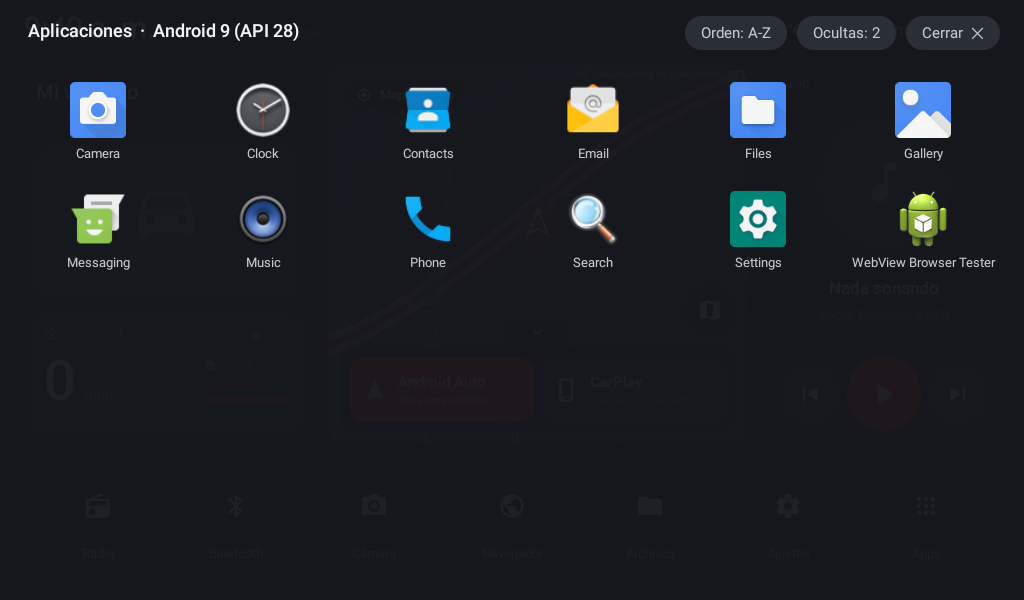 Aplicaciones · Android 9 (API 28)
Orden: A-Z
Ocultas: 2
Cerrar
Camera
Clock
Contacts
Email
Files
Gallery
Messaging
Music
Phone
Search
Settings
WebView Browser Tester
Nada sonando
0
Android Auto
CarPlay
Radio
Bluetooth
Cámara
Navegador
Archivos
Ajustes
Apps